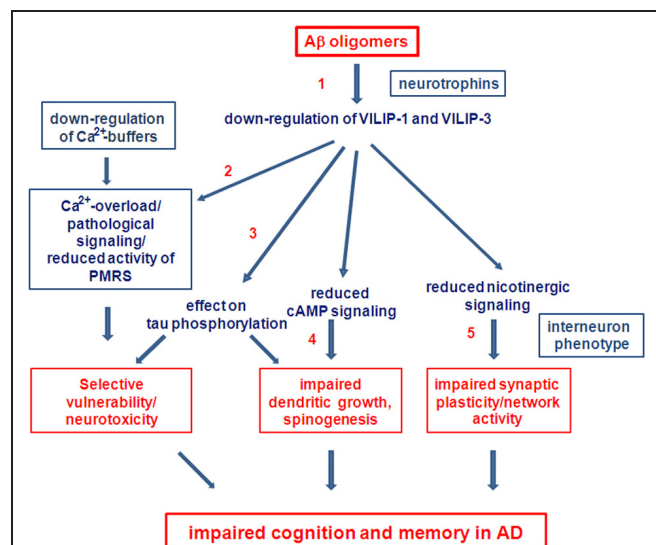 Aβ oligomers
1
neurotrophins
down-regulation
of Ca²⁺-buffers
down-regulation of VILIP-1 and VILIP-3
2
Ca²⁺-overload/
pathological
signaling/
reduced activity of
PMRS
3
effect on
tau phosphorylation
reduced
cAMP signaling
reduced nicotinergic
signaling
4
5
interneuron
phenotype
Selective
vulnerability/
neurotoxicity
impaired
dendritic growth,
spinogenesis
impaired synaptic
plasticity/network
activity
impaired cognition and memory in AD